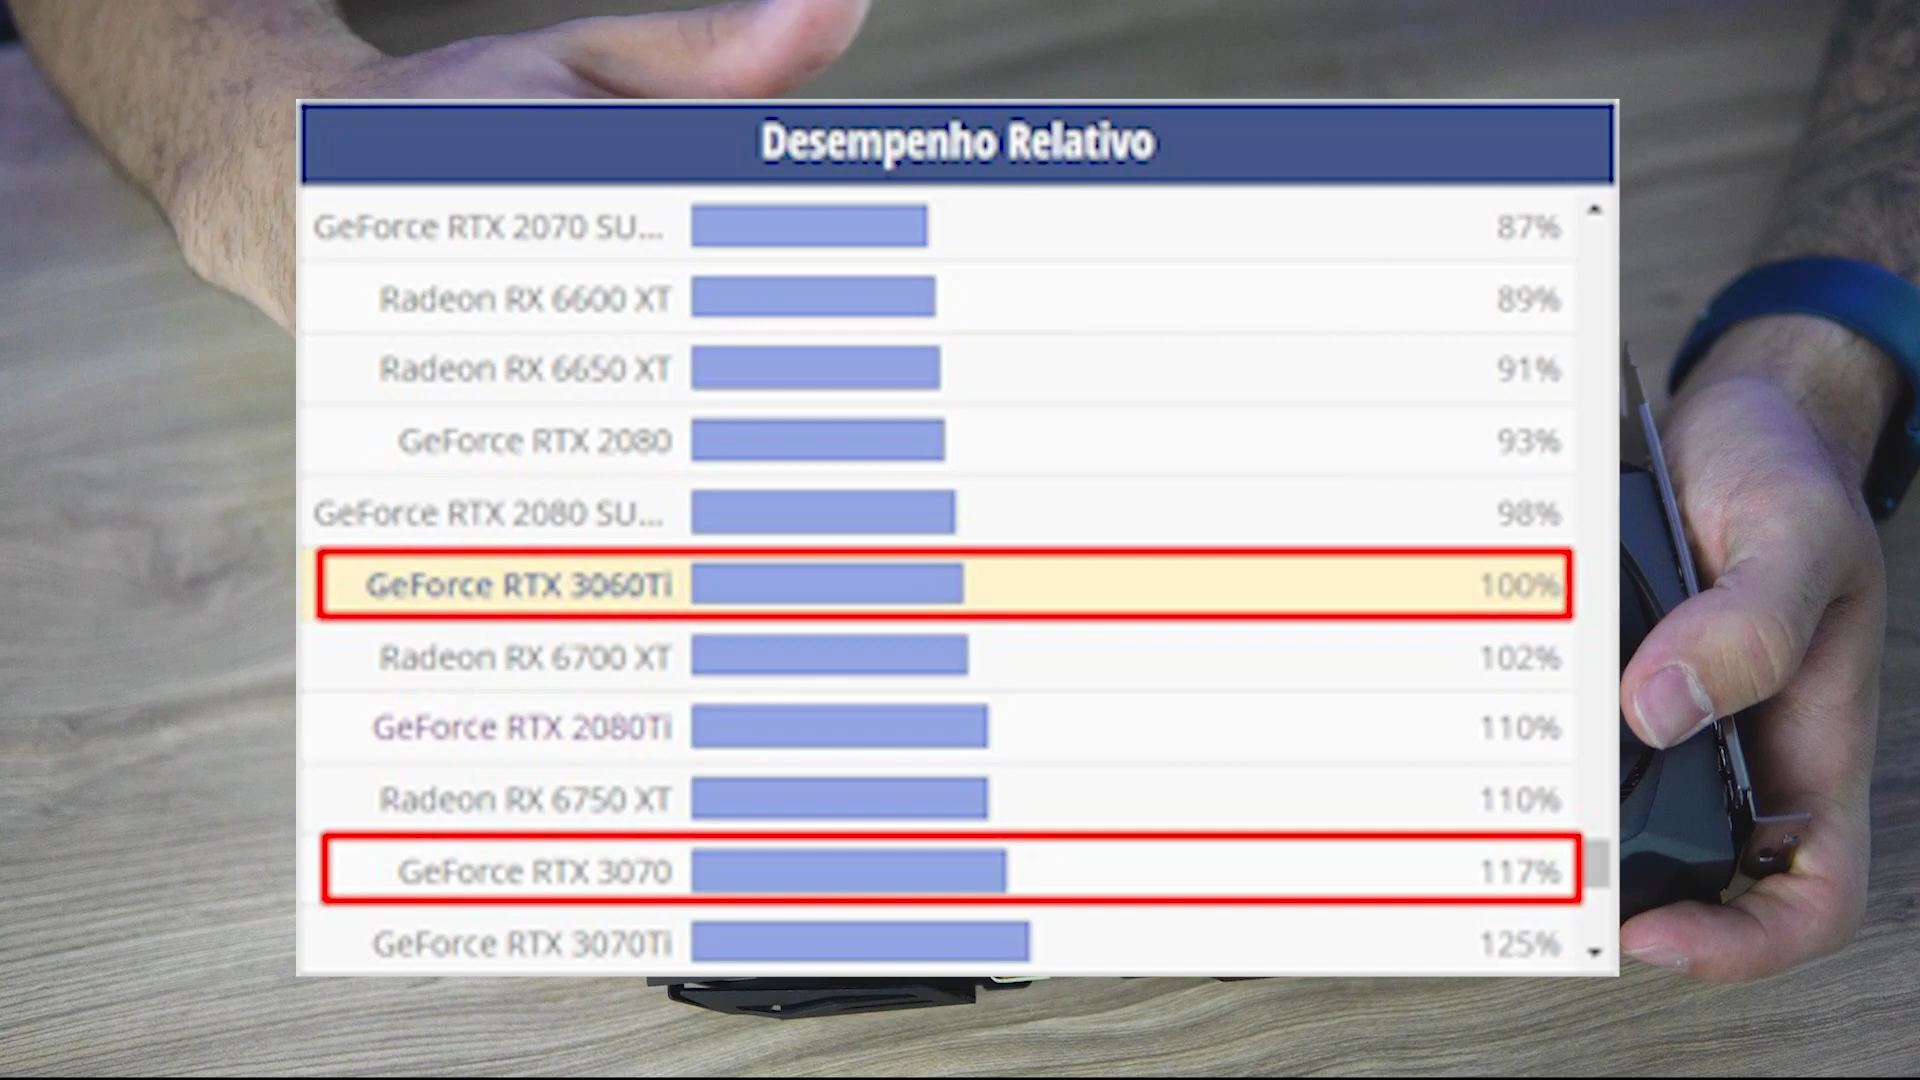 Desempenho Relativo
GeForce RTX 2070 SU... 87%
Radeon RX 6600 XT 89%
Radeon RX 6650 XT 91%
GeForce RTX 2080 93%
GeForce RTX 2080 SU... 98%
GeForce RTX 3060Ti 100%
Radeon RX 6700 XT 102%
GeForce RTX 2080Ti 110%
Radeon RX 6750 XT 110%
GeForce RTX 3070 117%
GeForce RTX 3070Ti 125%